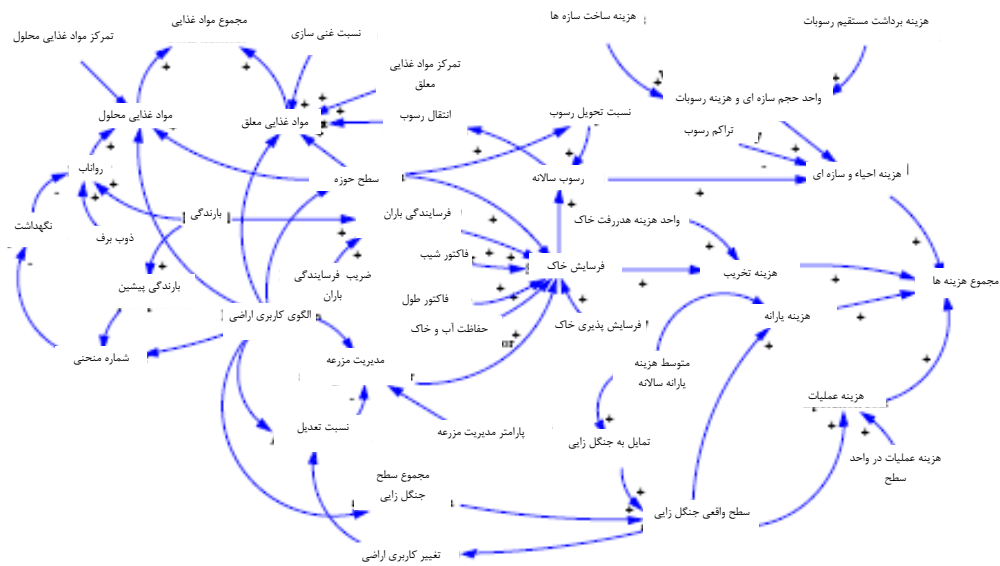 هزینه ساخت سازه ها
هزینه برداشت مستقیم رسوبات
مجموع مواد غذایی
نسبت غنی سازی
تمرکز مواد غذایی محلول
تمرکز مواد غذایی
معلق
واحد حجم سازه ای و هزینه رسوبات
نسبت تحویل رسوب
انتقال رسوب
مواد غذایی معلق
مواد غذایی محلول
تراکم رسوب
هزینه احیاء و سازه ای
رسوب سالانه
سطح حوزه
رواناب
واحد هزینه هدررفت خاک
فرسایندگی باران
بارندگی
نگهداشت
ذوب برف
فاکتور شیب
فرسایش خاک
هزینه تخریب
مجموع هزینه ها
ضریب فرسایندگی
باران
بارندگی پیشین
فاکتور طول
هزینه یارانه
الگوی کاربری اراضی
حفاظت آب و خاک
فرسایش پذیری خاک
or
شماره منحنی
مدیریت مزرعه
متوسط هزینه
یارانه سالانه
هزینه عملیات
نسبت تعدیل
پارامتر مدیریت مزرعه
تمایل به جنگل زایی
هزینه عملیات در واحد
سطح
مجموع سطح
جنگل زایی
سطح واقعی جنگل زایی
تغییر کاربری اراضی